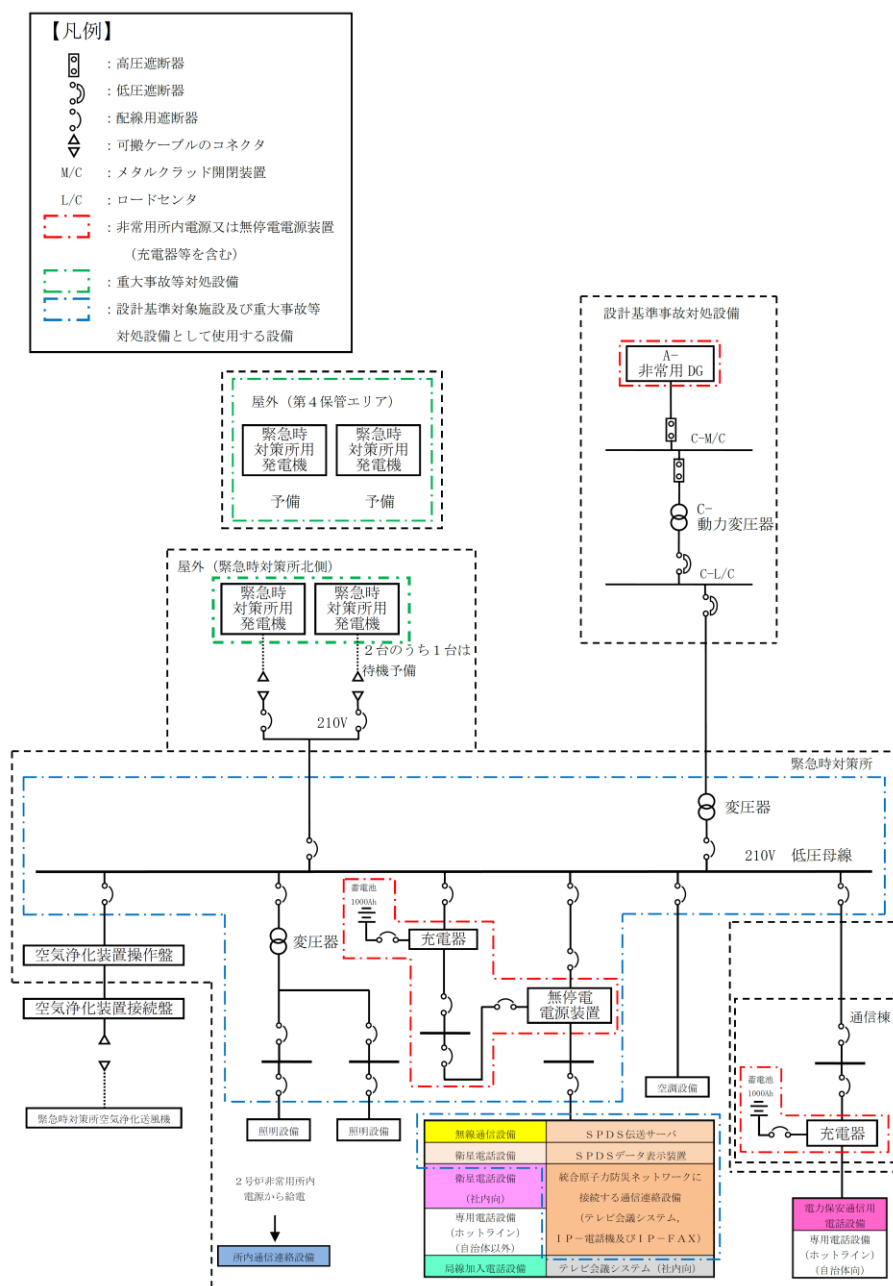 【凡例】
：高圧遮断器
：低圧遮断器
：配線用遮断器
：可搬ケーブルのコネクタ
M/C ：メタルクラッド開閉装置
L/C ：ロードセンタ
：非常用所内電源又は無停電電源装置
（充電器等を含む）
：重大事故等対処設備
：設計基準対象施設及び重大事故等
対処設備として使用する設備
設計基準事故対処設備
A-
非常用 DG
C-M/C
C-
動力変圧器
C-L/C
屋外（第４保管エリア）
緊急時
対策所用
発電機
緊急時
対策所用
発電機
予備
予備
屋外（緊急時対策所北側）
緊急時
対策所用
発電機
緊急時
対策所用
発電機
２台のうち１台は
待機予備
210V
緊急時対策所
変圧器
210V 低圧母線
蓄電池
1000Ah
変圧器
充電器
空気浄化装置操作盤
空気浄化装置接続盤
無停電
電源装置
通信棟
蓄電池
1000Ah
充電器
空調設備
緊急時対策所空気浄化送風機
照明設備
照明設備
２号炉非常用所内
電源から給電
所内通信連絡設備
無線通信設備
衛星電話設備
衛星電話設備
（社内向）
専用電話設備
（ホットライン）
（自治体以外）
局線加入電話設備
ＳＰＤＳ伝送サーバ
ＳＰＤＳデータ表示装置
統合原子力防災ネットワークに
接続する通信連絡設備
（テレビ会議システム，
ＩＰ－電話機及びＩＰ－ＦＡＸ）
テレビ会議システム（社内向）
電力保安通信用
電話設備
専用電話設備
（ホットライン）
（自治体向）